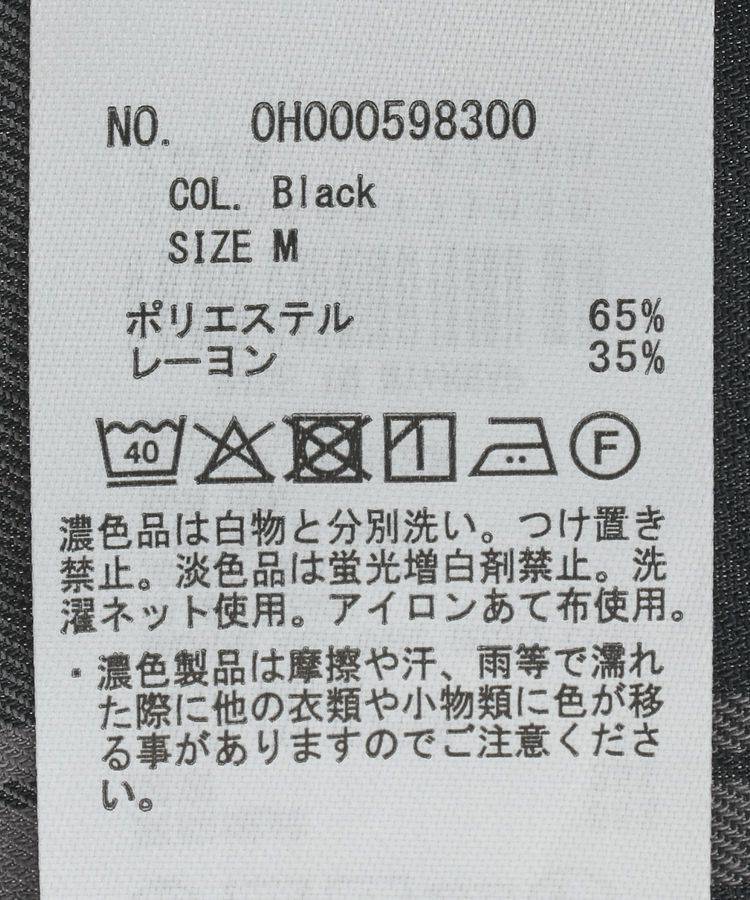 NO. OH000598300
COL. Black
SIZE M
ポリエステル 65%
レーヨン 35%
40 F
濃色品は白物と分別洗い。つけ置き
禁止。淡色品は蛍光増白剤禁止。洗
濯ネット使用。アイロンあて布使用。
・濃色製品は摩擦や汗、雨等で濡れ
た際に他の衣類や小物類に色が移
る事がありますのでご注意くださ
い。